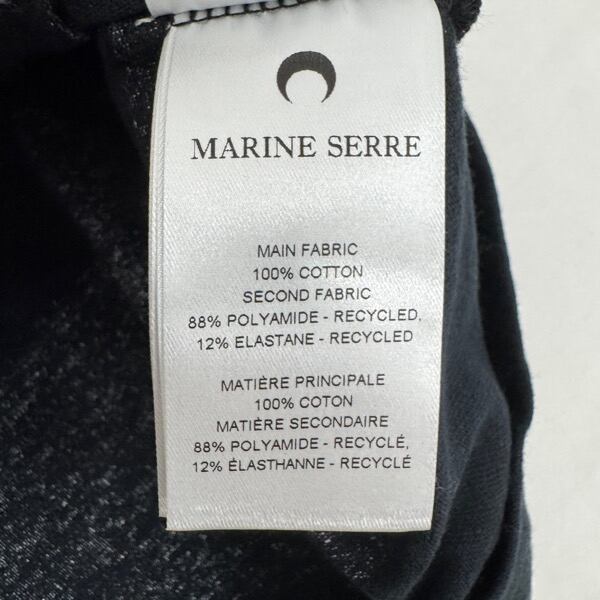 MARINE SERRE
MAIN FABRIC
100% COTTON
SECOND FABRIC
88% POLYAMIDE - RECYCLED,
12% ELASTANE - RECYCLED
MATIÈRE PRINCIPALE
100% COTON
MATIÈRE SECONDAIRE
88% POLYAMIDE - RECYCLÉ,
12% ÉLASTHANNE - RECYCLÉ